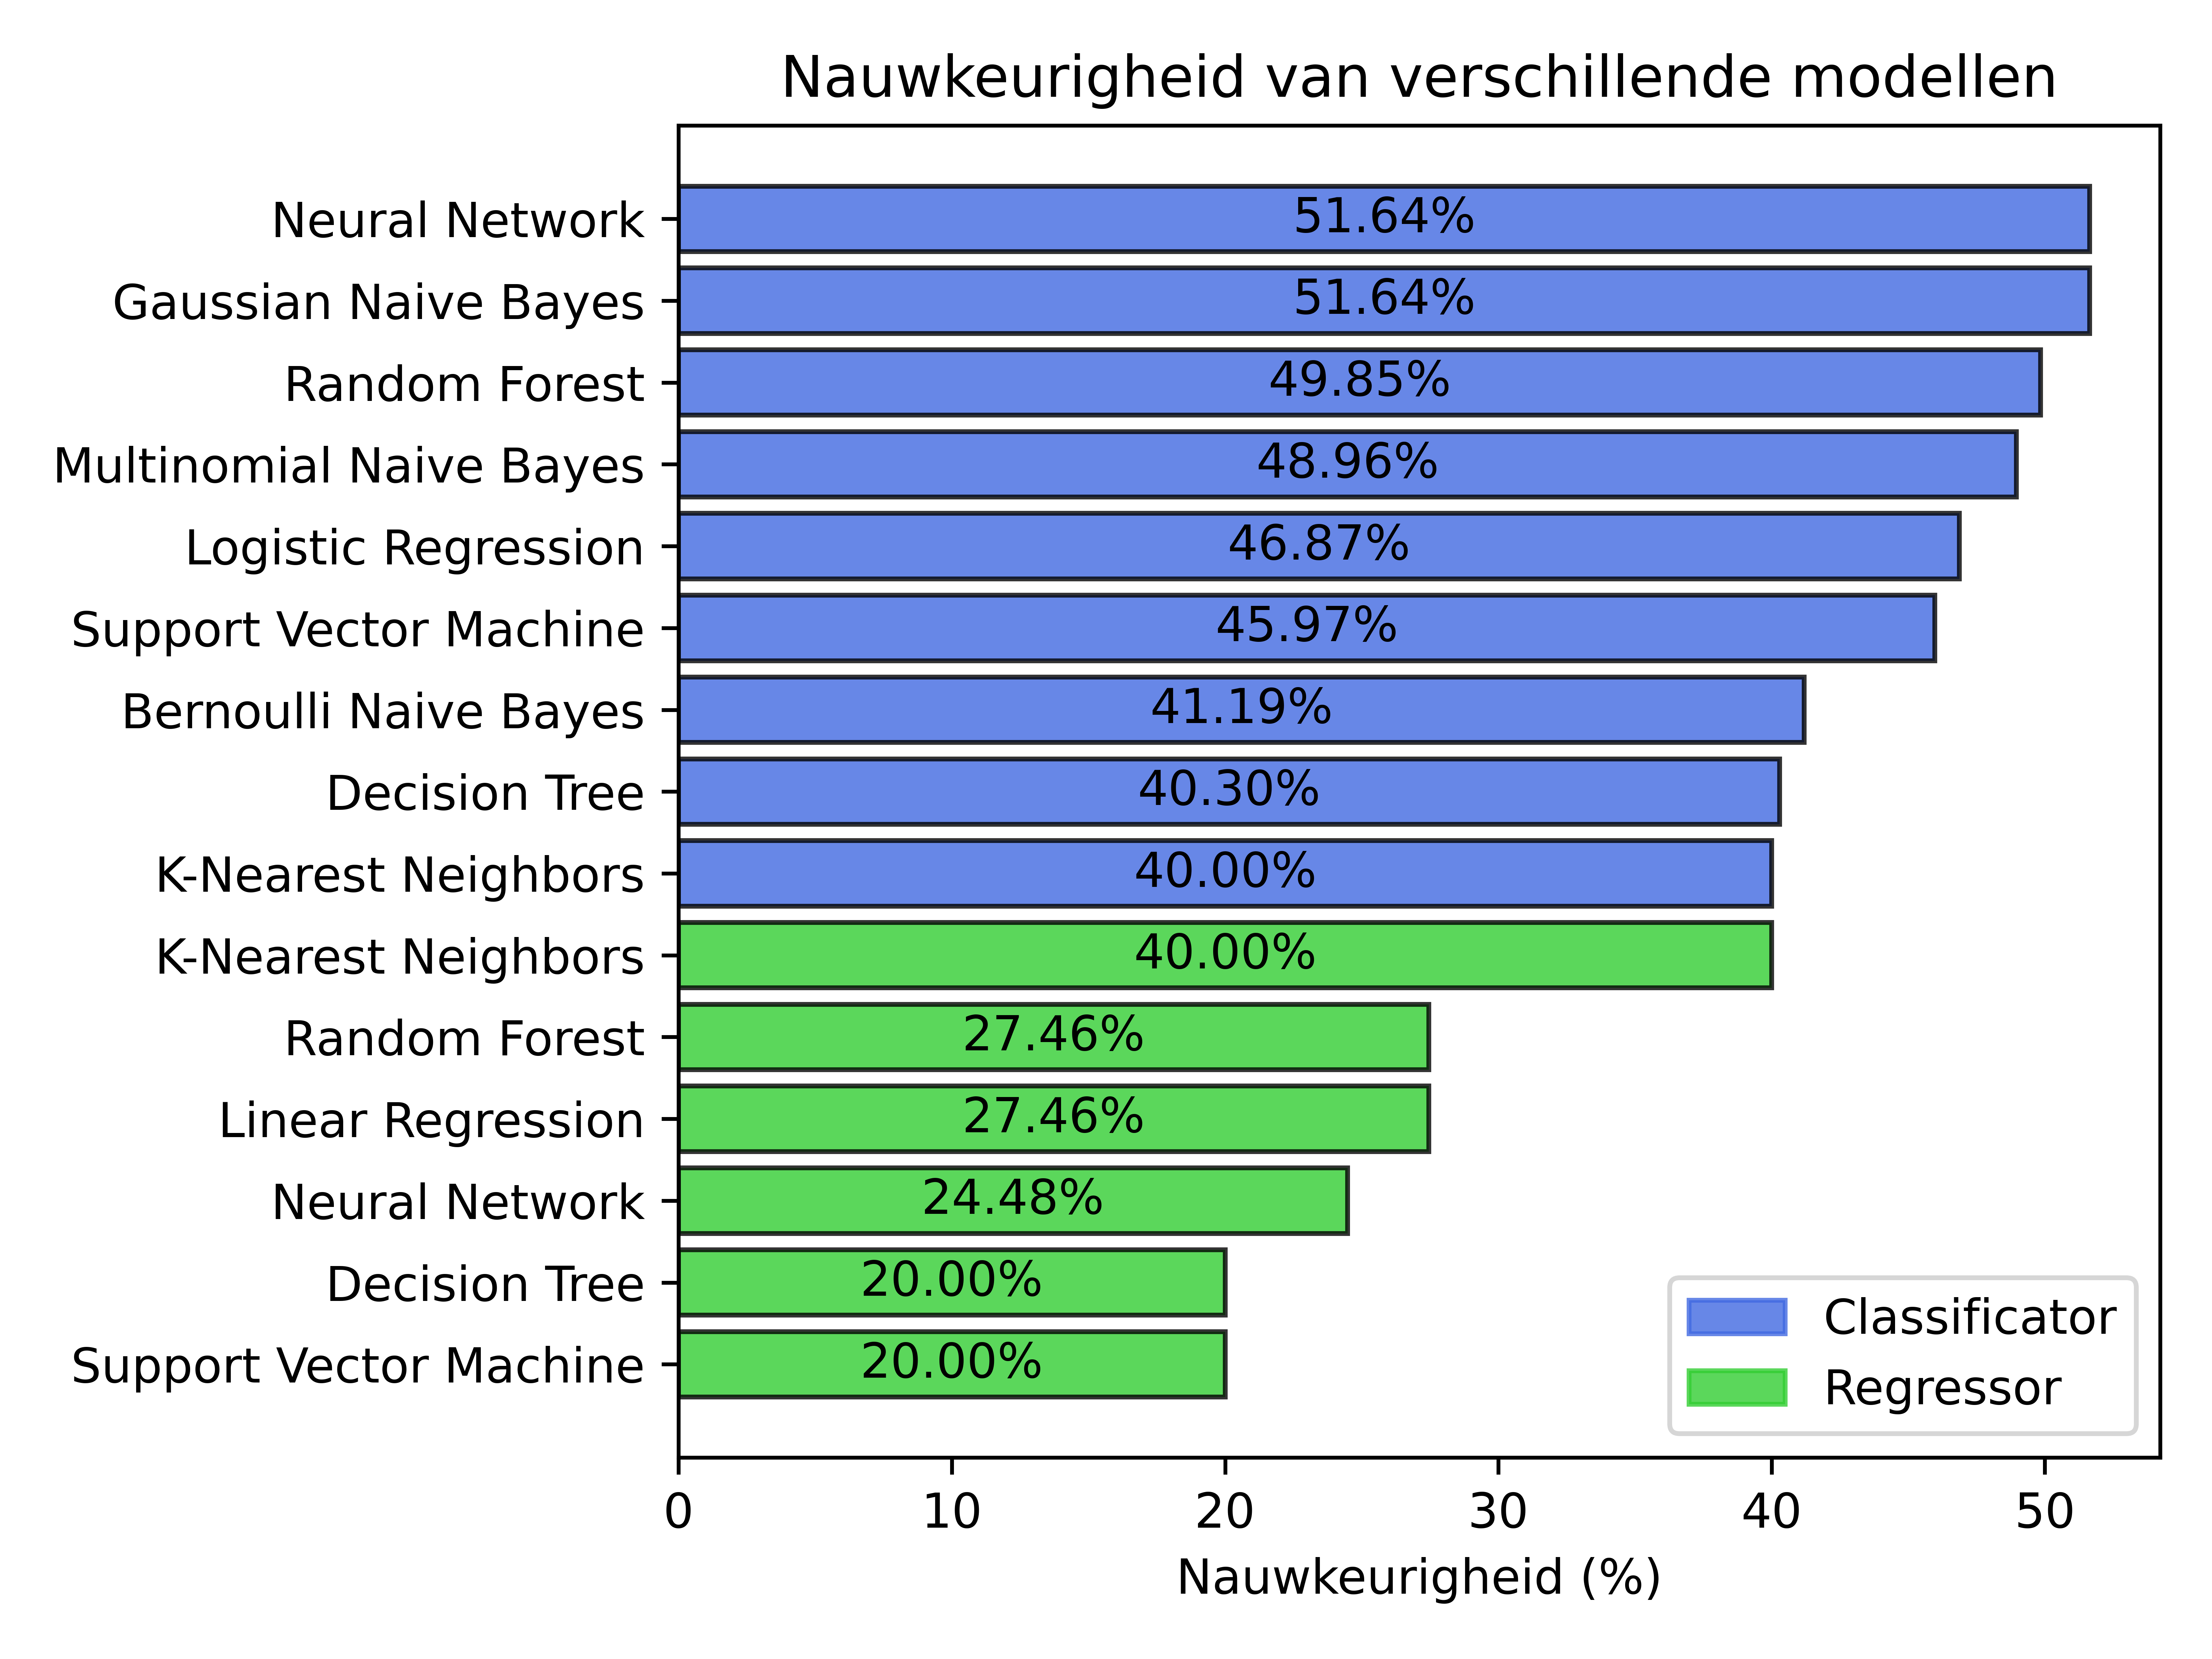 Nauwkeurigheid van verschillende modellen
Neural Network 51.64%
Gaussian Naive Bayes 51.64%
Random Forest 49.85%
Multinomial Naive Bayes 48.96%
Logistic Regression 46.87%
Support Vector Machine 45.97%
Bernoulli Naive Bayes 41.19%
Decision Tree 40.30%
K-Nearest Neighbors 40.00%
K-Nearest Neighbors 40.00%
Random Forest 27.46%
Linear Regression 27.46%
Neural Network 24.48%
Decision Tree 20.00%
Support Vector Machine 20.00%
Classificator
Regressor
0 10 20 30 40 50
Nauwkeurigheid (%)